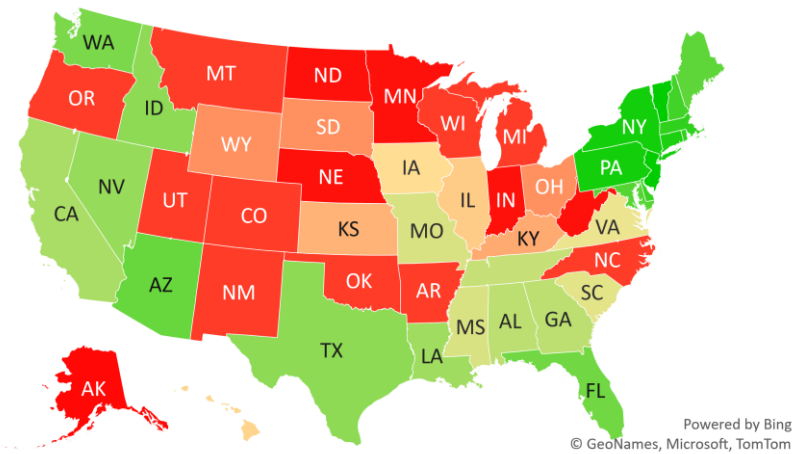 WA
MT
ND
MN
OR
ID
WY
SD
WI
MI
NY
IA
NE
PA
NV
UT
CO
IL
IN
OH
CA
KS
MO
KY
VA
AZ
NM
OK
AR
NC
SC
MS
AL
GA
TX
LA
AK
FL
Powered by Bing
© GeoNames, Microsoft, TomTom